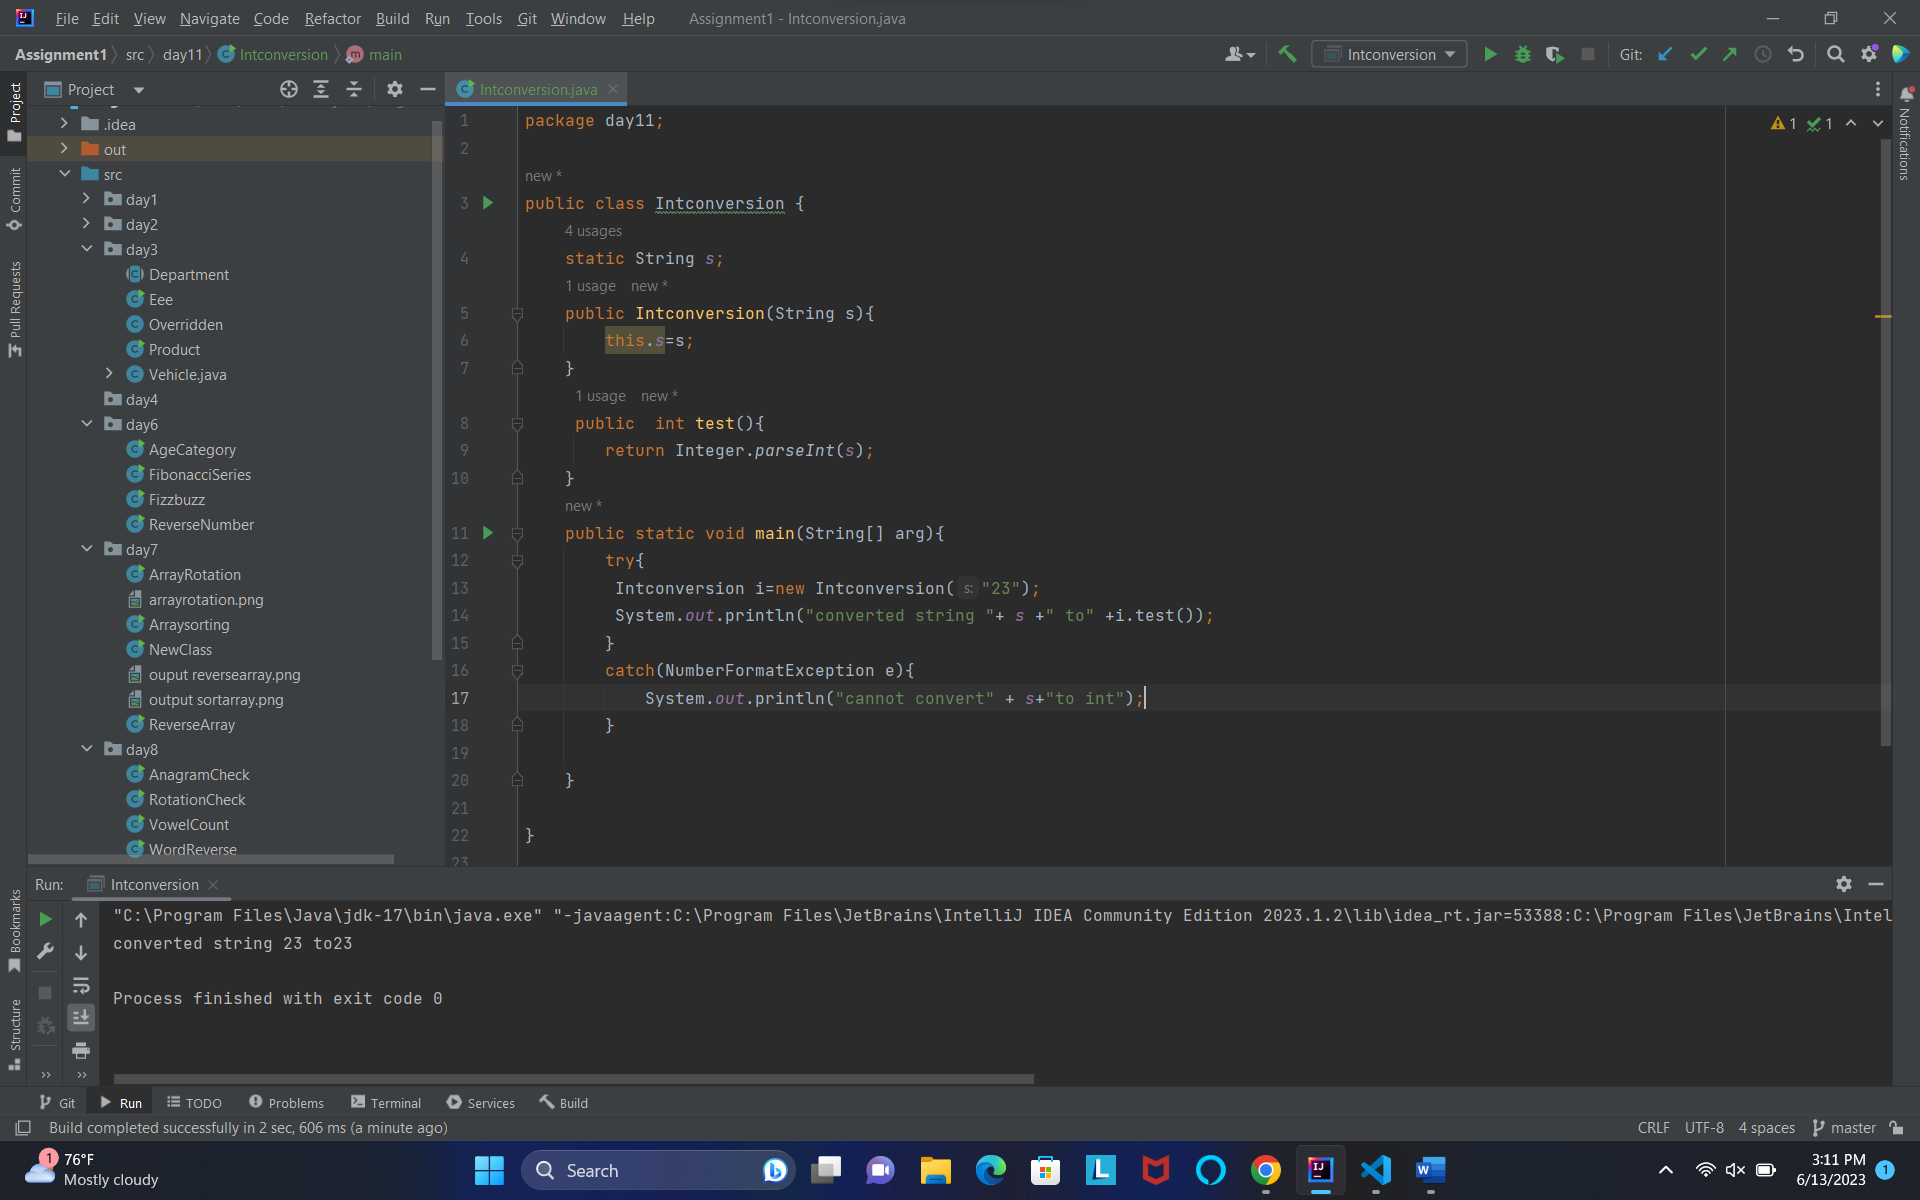 File Edit View Navigate Code Refactor Build Run Tools Git Window Help Assignment1 - Intconversion.java
Assignment1 src day11 Intconversion main Intconversion Git:
Project
Intconversion.java
.idea
out
src
day1
day2
day3
Department
Eee
Overridden
Product
Vehicle.java
day4
day6
AgeCategory
FibonacciSeries
Fizzbuzz
ReverseNumber
day7
ArrayRotation
arrayrotation.png
Arraysorting
NewClass
ouput reversearray.png
output sortarray.png
ReverseArray
day8
AnagramCheck
RotationCheck
VowelCount
WordReverse
Project
Commit
Pull Requests
Bookmarks
Structure
Notifications
1 1
1 package day11;
2
new *
3 public class Intconversion {
4 usages
4 static String s;
1 usage new *
5 public Intconversion(String s){
6 this.s=s;
7 }
1 usage new *
8 public  int test(){
9 return Integer.parseInt(s);
10 }
new *
11 public static void main(String[] arg){
12 try{
13 Intconversion i=new Intconversion( s: "23");
14 System.out.println("converted string "+ s +" to" +i.test());
15 }
16 catch(NumberFormatException e){
17 System.out.println("cannot convert" + s+"to int");
18 }
19
20 }
21
22 }
23
Run: Intconversion
"C:\Program Files\Java\jdk-17\bin\java.exe" "-javaagent:C:\Program Files\JetBrains\IntelliJ IDEA Community Edition 2023.1.2\lib\idea_rt.jar=53388:C:\Program Files\JetBrains\Intel
converted string 23 to23
Process finished with exit code 0
Git Run TODO Problems Terminal Services Build
Build completed successfully in 2 sec, 606 ms (a minute ago) CRLF UTF-8 4 spaces master
1 76°F
Mostly cloudy
Search
3:11 PM
6/13/2023
1